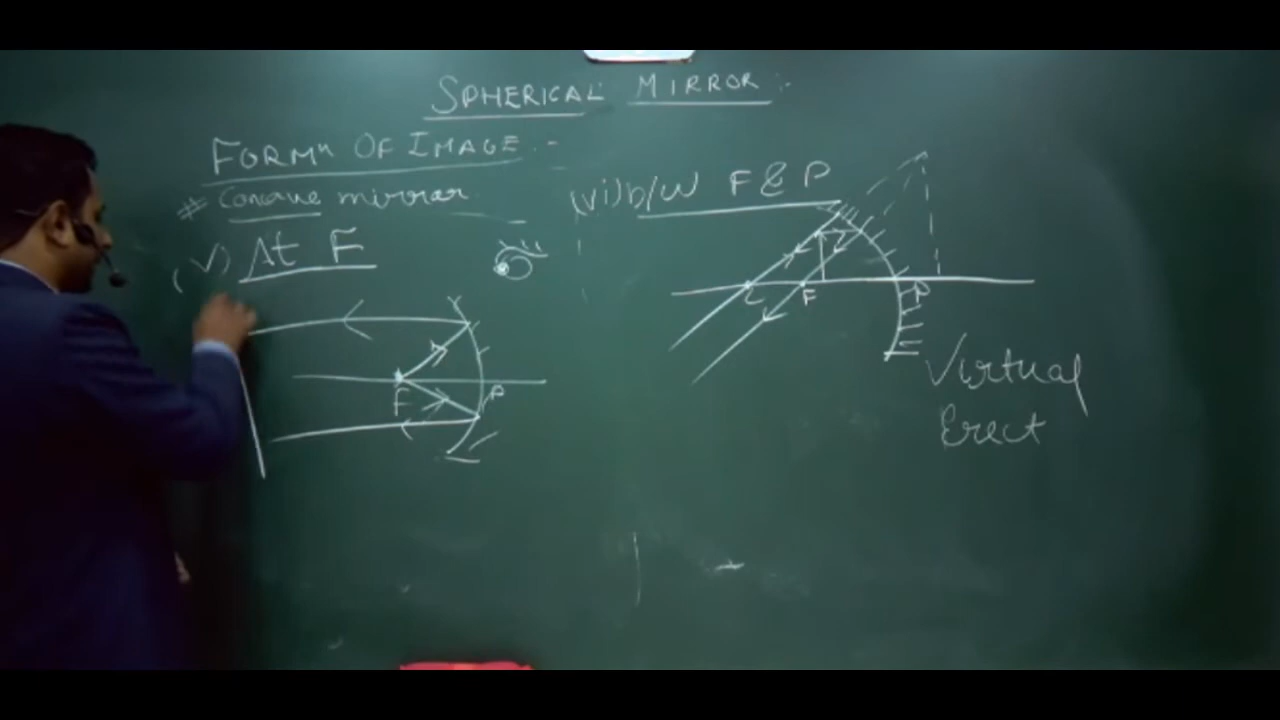 SPHERICAL MIRROR :-
FORMⁿ OF IMAGE :-
# Concave mirror
(V) At F
F
P
(vi) b/w F & P
C
F
P
Virtual
Erect